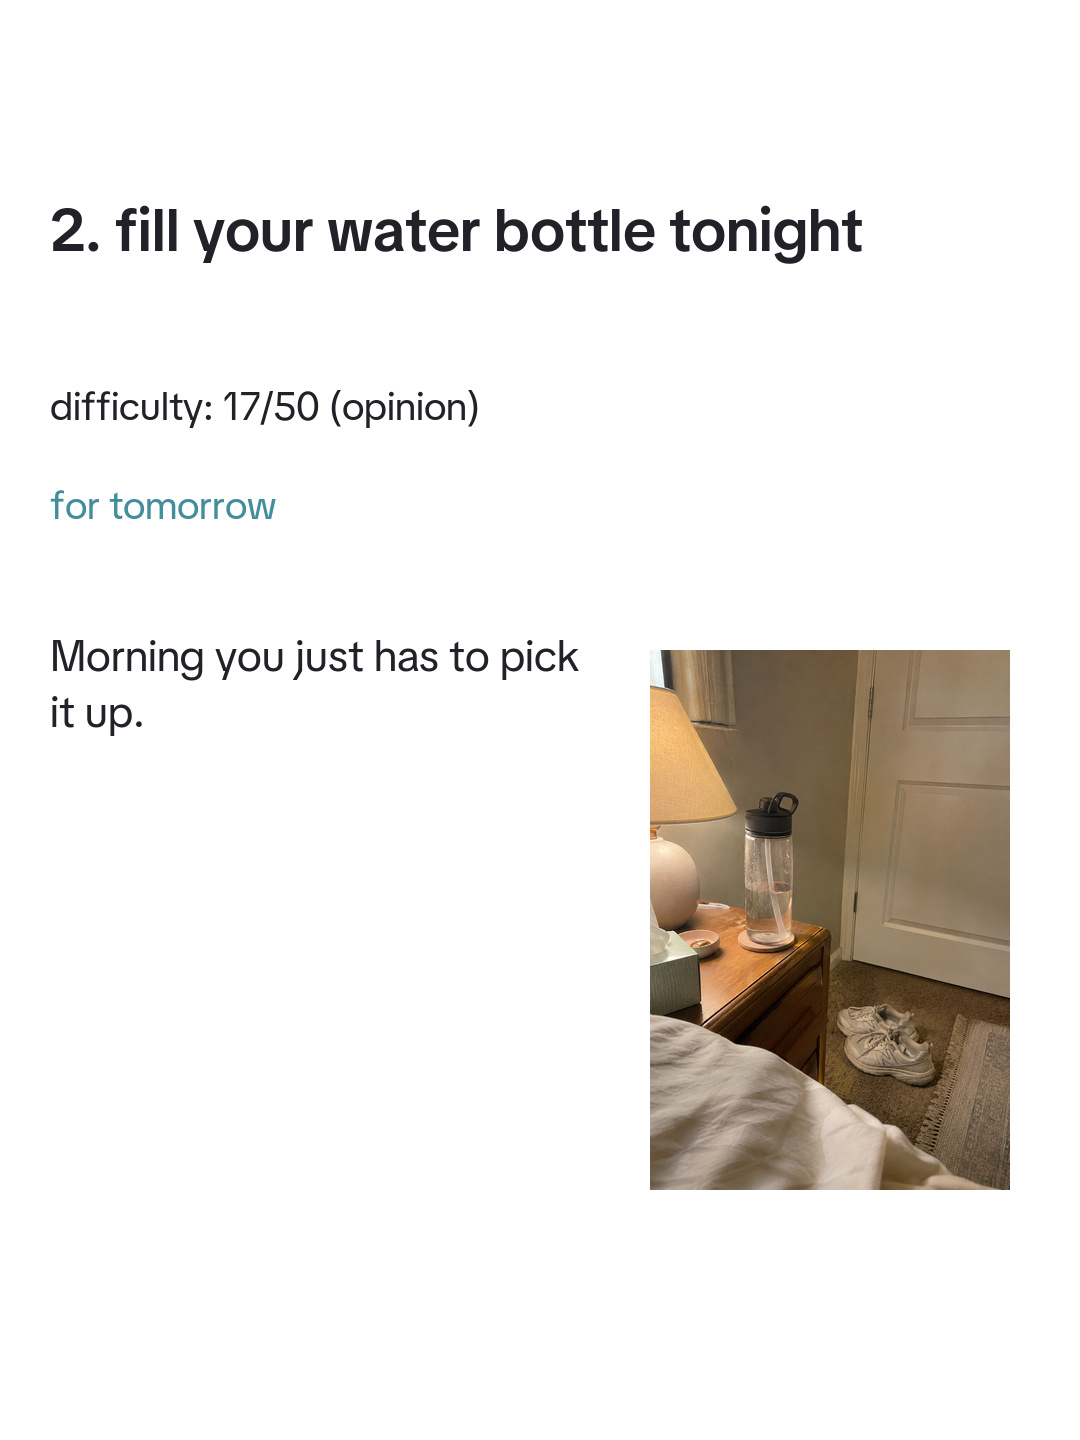 2. fill your water bottle tonight
difficulty: 17/50 (opinion)
for tomorrow
Morning you just has to pick
it up.